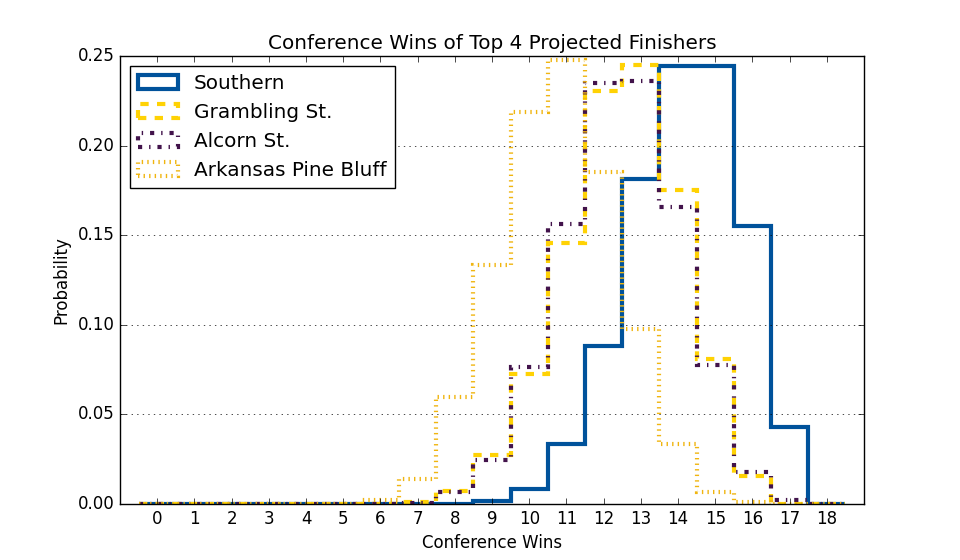 Conference Wins of Top 4 Projected Finishers
Southern
Grambling St.
Alcorn St.
Arkansas Pine Bluff
Probability
0.25
0.20
0.15
0.10
0.05
0.00
0 1 2 3 4 5 6 7 8 9 10 11 12 13 14 15 16 17 18
Conference Wins